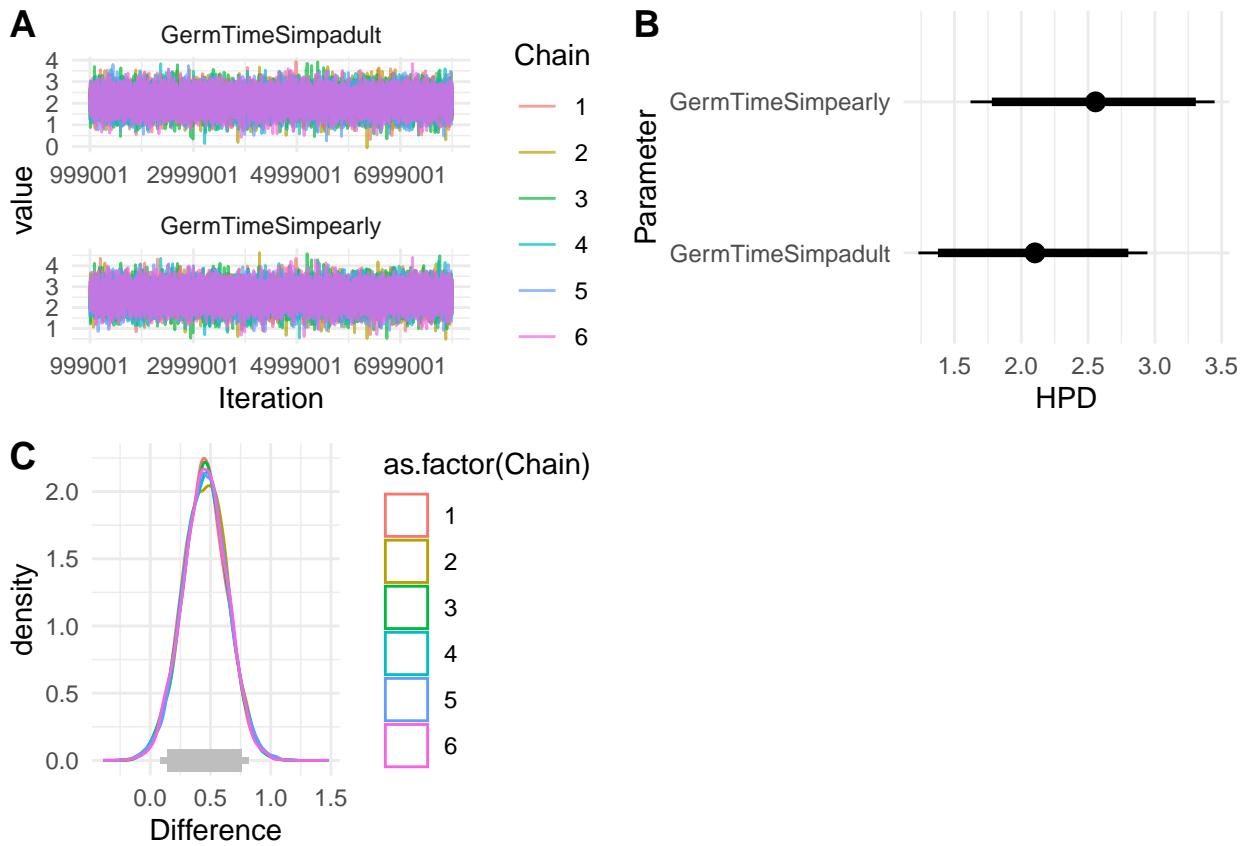 A
GermTimeSimpadult
4
3
2
1
0
999001 2999001 4999001 6999001
value
GermTimeSimpearly
4
3
2
1
999001 2999001 4999001 6999001
Iteration
Chain
1
2
3
4
5
6
B
Parameter
GermTimeSimpearly
GermTimeSimpadult
1.5 2.0 2.5 3.0 3.5
HPD
C
density
2.0
1.5
1.0
0.5
0.0
0.0 0.5 1.0 1.5
Difference
as.factor(Chain)
1
2
3
4
5
6